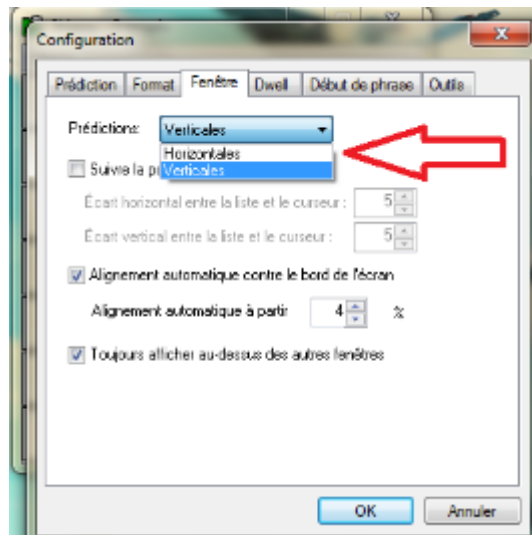 Configuration
Prédiction Format Fenêtre Dwell Début de phrase Outils
Prédictions: Verticales
Horizontales
Suivre la p Verticales
Écart horizontal entre la liste et le curseur : 5
Écart vertical entre la liste et le curseur : 5
Alignement automatique contre le bord de l'écran
Alignement automatique à partir 4 %
Toujours afficher au-dessus des autres fenêtres
OK Annuler